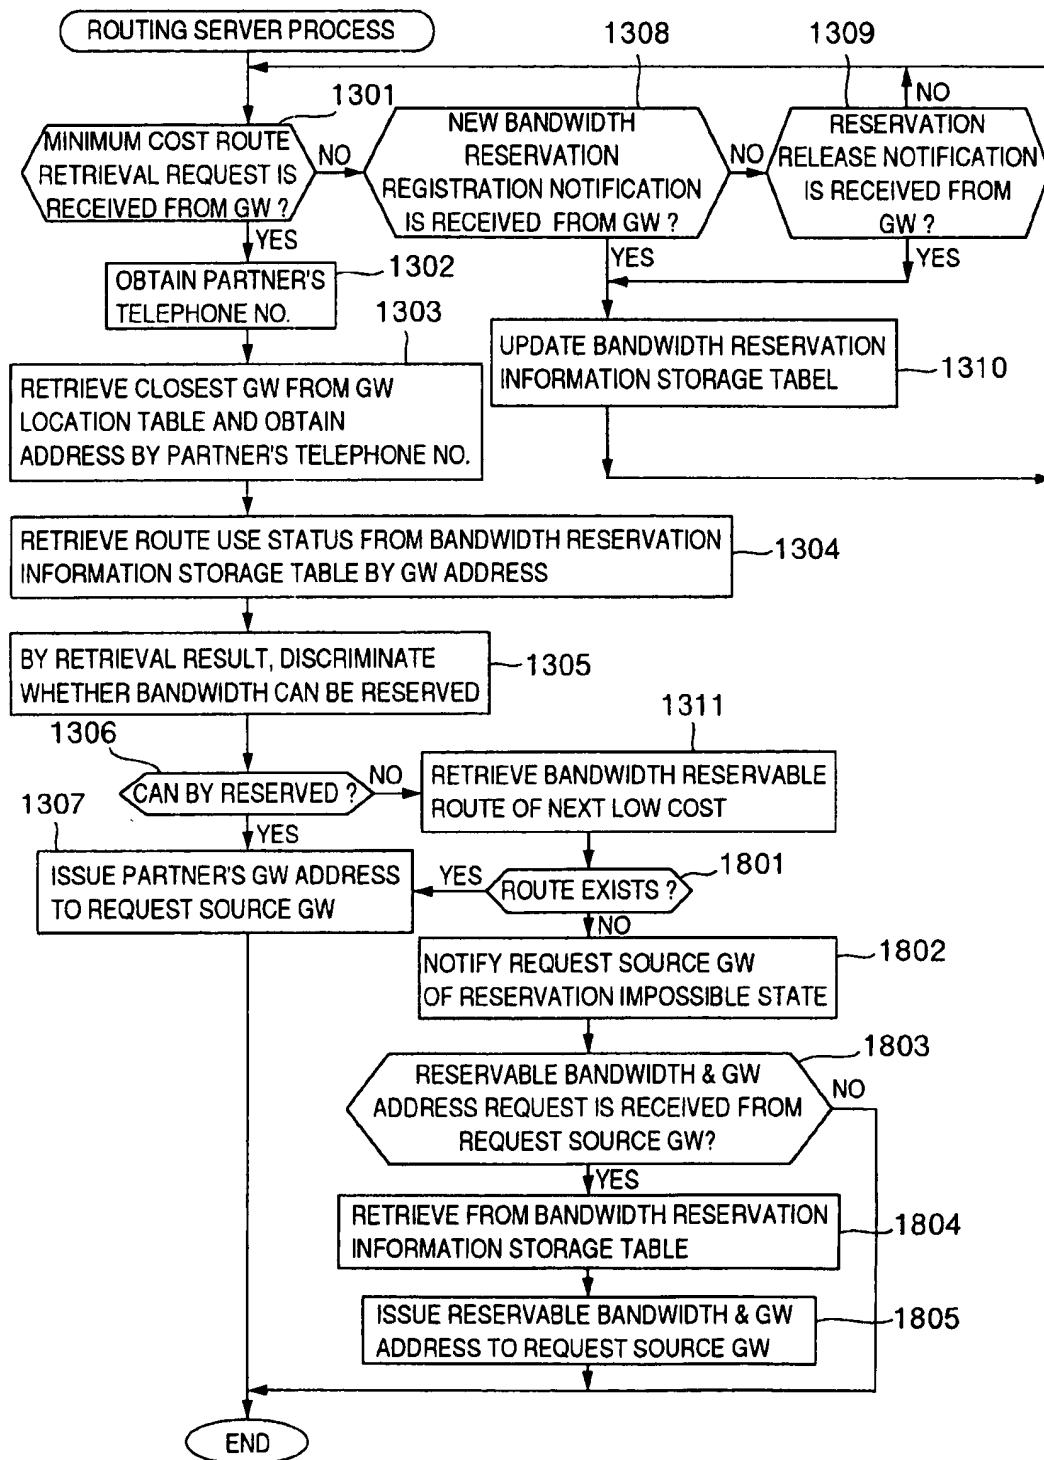 ROUTING SERVER PROCESS
1308
1309
1301
NO
MINIMUM COST ROUTE
RETRIEVAL REQUEST IS
RECEIVED FROM GW ?
NO
NEW BANDWIDTH
RESERVATION
REGISTRATION NOTIFICATION
IS RECEIVED FROM GW ?
NO
RESERVATION
RELEASE NOTIFICATION
IS RECEIVED FROM
GW ?
YES
YES
YES
1302
OBTAIN PARTNER'S
TELEPHONE NO.
1303
UPDATE BANDWIDTH RESERVATION
INFORMATION STORAGE TABEL
1310
RETRIEVE CLOSEST GW FROM GW
LOCATION TABLE AND OBTAIN
ADDRESS BY PARTNER'S TELEPHONE NO.
RETRIEVE ROUTE USE STATUS FROM BANDWIDTH RESERVATION
INFORMATION STORAGE TABLE BY GW ADDRESS
1304
BY RETRIEVAL RESULT, DISCRIMINATE
WHETHER BANDWIDTH CAN BE RESERVED
1305
1306
1311
CAN BY RESERVED ?
NO
RETRIEVE BANDWIDTH RESERVABLE
ROUTE OF NEXT LOW COST
1307
YES
ISSUE PARTNER'S GW ADDRESS
TO REQUEST SOURCE GW
YES
ROUTE EXISTS ?
1801
NO
NOTIFY REQUEST SOURCE GW
OF RESERVATION IMPOSSIBLE STATE
1802
1803
RESERVABLE BANDWIDTH & GW
ADDRESS REQUEST IS RECEIVED FROM
REQUEST SOURCE GW?
NO
YES
RETRIEVE FROM BANDWIDTH RESERVATION
INFORMATION STORAGE TABLE
1804
ISSUE RESERVABLE BANDWIDTH & GW
ADDRESS TO REQUEST SOURCE GW
1805
END